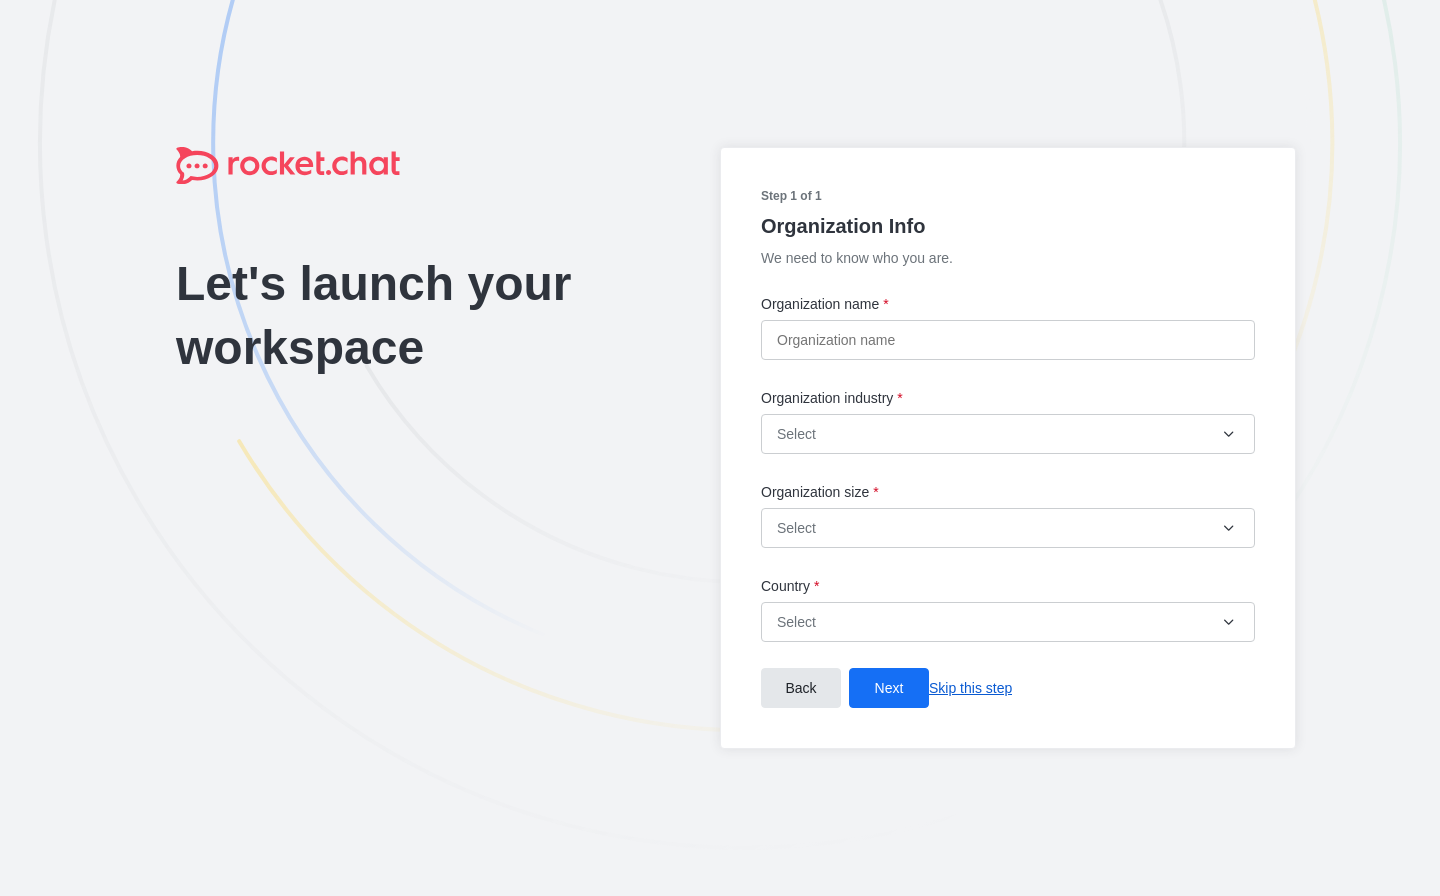 rocket.chat
Let's launch your
workspace
Step 1 of 1
Organization Info
We need to know who you are.
Organization name *
Organization name
Organization industry *
Select
Organization size *
Select
Country *
Select
Back Next Skip this step